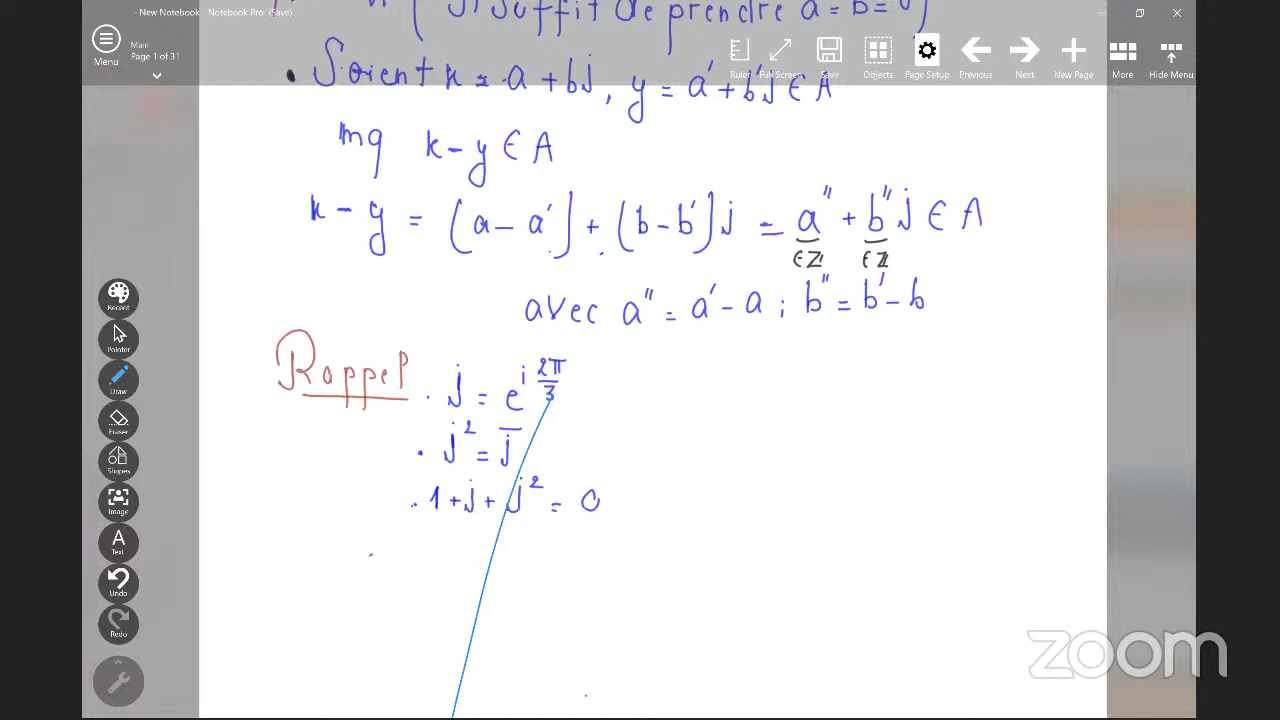 - New Notebook - Notebook Pro (Save)
Menu
Main
Page 1 of 31
Ruler
Full Screen
Save
Objects
Page Setup
Previous
Next
New Page
More
Hide Menu
( Il suffit de prendre a = b = 0 )
• Soient x = a + bj , y = a' + b'j ∈ A
mq x - y ∈ A
x - y = (a - a') + (b - b')j = a'' + b''j ∈ A
∈ ℤ ∈ ℤ
avec a'' = a' - a ; b'' = b' - b
Rappel . j = e^{i 2π/3}
. j² = j̅
. 1 + j + j² = 0
Recent
Pointer
Draw
Eraser
Shapes
Image
A
Text
Undo
Redo
zoom